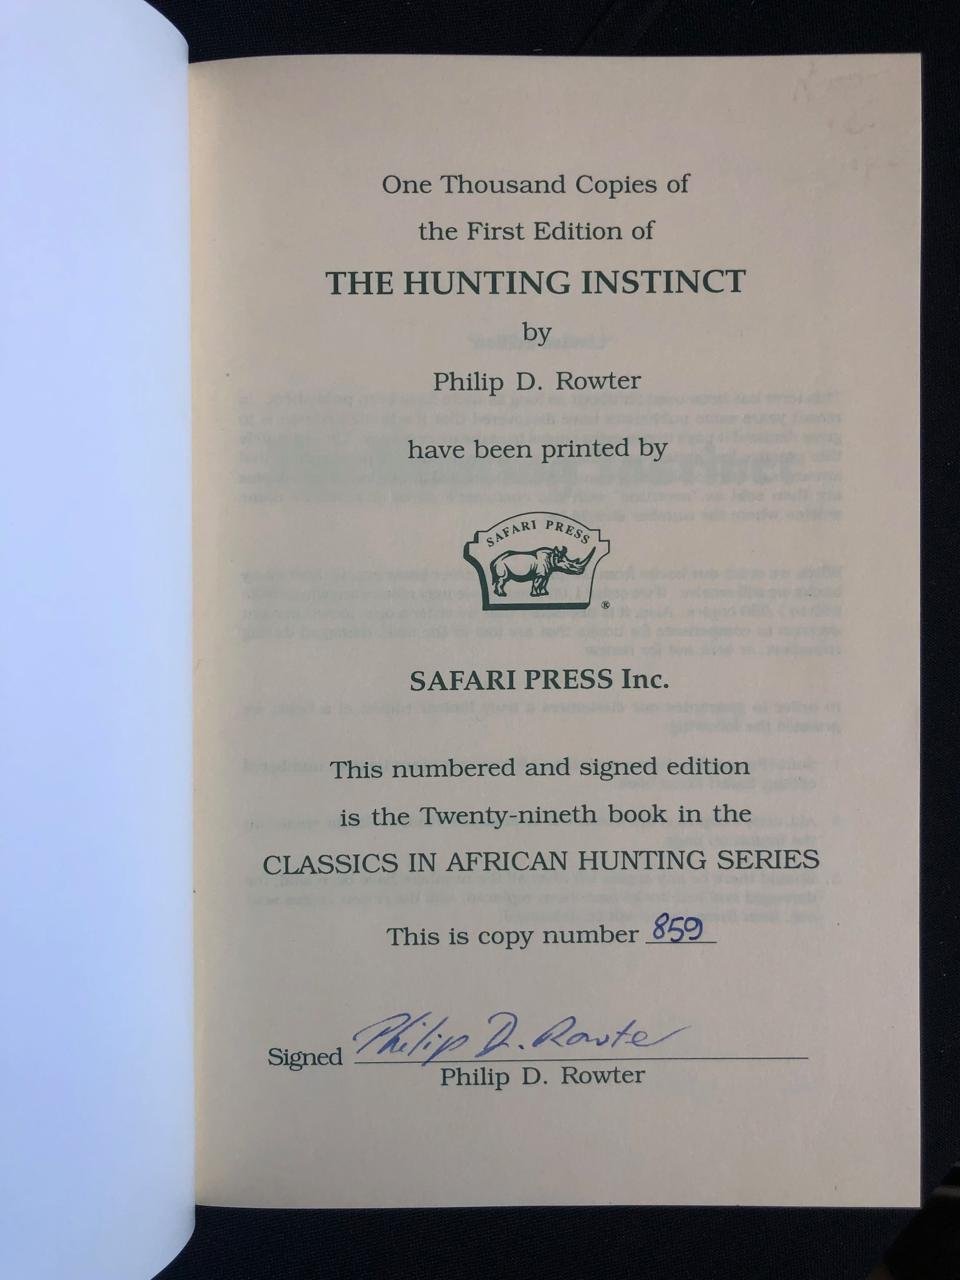 One Thousand Copies of
the First Edition of
THE HUNTING INSTINCT
by
Philip D. Rowter
have been printed by
SAFARI PRESS
®
SAFARI PRESS Inc.
This numbered and signed edition
is the Twenty-nineth book in the
CLASSICS IN AFRICAN HUNTING SERIES
This is copy number 859
Signed Philip D. Rowter
Philip D. Rowter